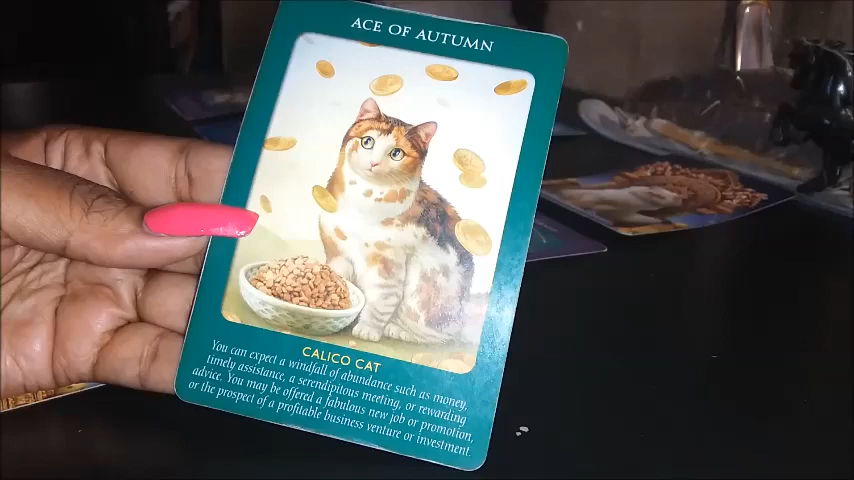 ACE OF AUTUMN
CALICO CAT
You can expect a windfall of abundance such as money,
timely assistance, a serendipitous meeting, or rewarding
advice. You may be offered a fabulous new job or promotion,
or the prospect of a profitable business venture or investment.